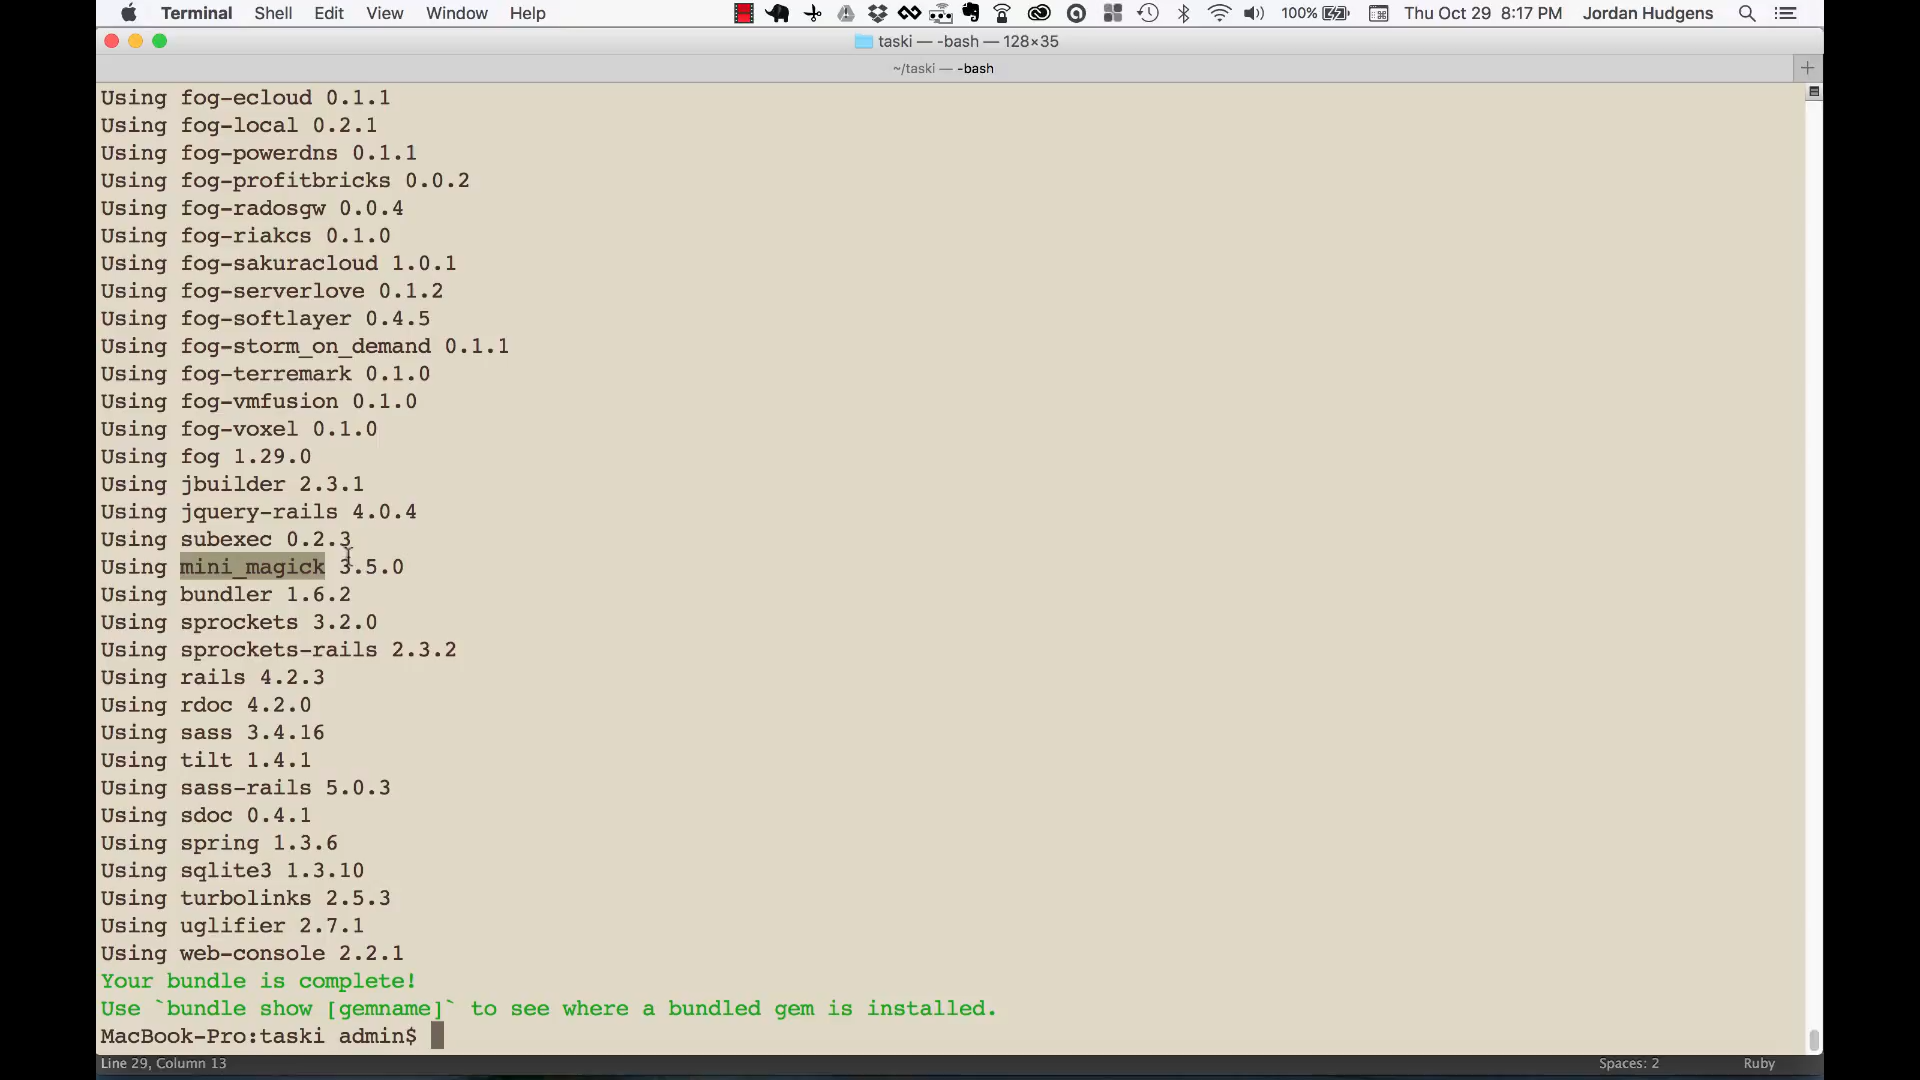 Terminal Shell Edit View Window Help 100% Thu Oct 29 8:17 PM Jordan Hudgens
taski — -bash — 128×35
~/taski — -bash
Using fog-ecloud 0.1.1
Using fog-local 0.2.1
Using fog-powerdns 0.1.1
Using fog-profitbricks 0.0.2
Using fog-radosgw 0.0.4
Using fog-riakcs 0.1.0
Using fog-sakuracloud 1.0.1
Using fog-serverlove 0.1.2
Using fog-softlayer 0.4.5
Using fog-storm_on_demand 0.1.1
Using fog-terremark 0.1.0
Using fog-vmfusion 0.1.0
Using fog-voxel 0.1.0
Using fog 1.29.0
Using jbuilder 2.3.1
Using jquery-rails 4.0.4
Using subexec 0.2.3
Using mini_magick 3.5.0
Using bundler 1.6.2
Using sprockets 3.2.0
Using sprockets-rails 2.3.2
Using rails 4.2.3
Using rdoc 4.2.0
Using sass 3.4.16
Using tilt 1.4.1
Using sass-rails 5.0.3
Using sdoc 0.4.1
Using spring 1.3.6
Using sqlite3 1.3.10
Using turbolinks 2.5.3
Using uglifier 2.7.1
Using web-console 2.2.1
Your bundle is complete!
Use `bundle show [gemname]` to see where a bundled gem is installed.
MacBook-Pro:taski admin$
Line 29, Column 13 Spaces: 2 Ruby